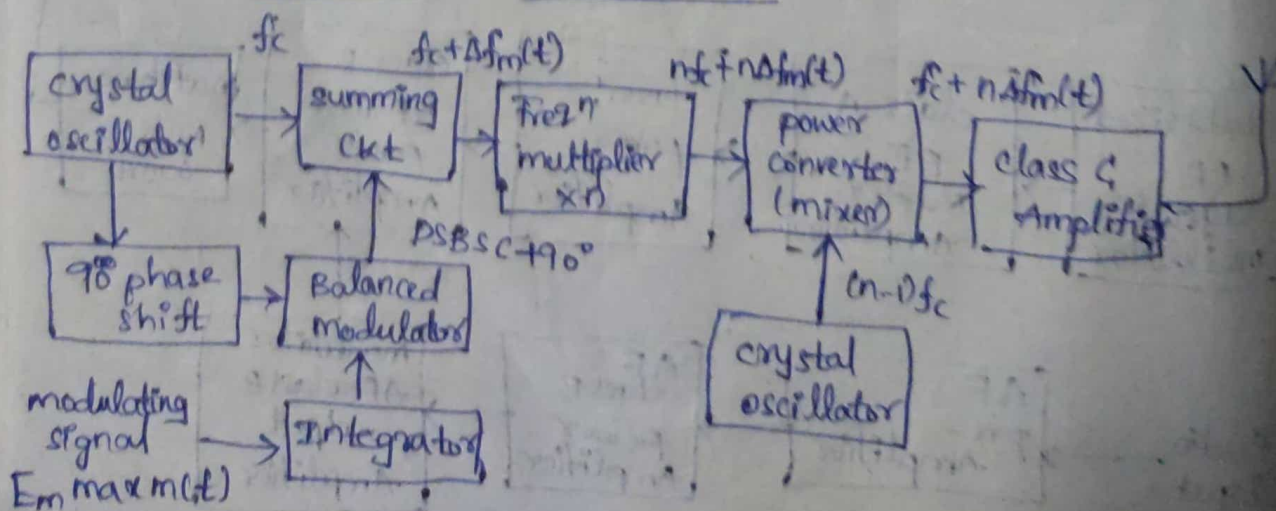 fc
fc + Δfm(t)
nfc + nΔfm(t)
fc + nΔfm(t)
crystal
oscillator
summing
ckt
Freqn
multiplier
xn
power
converter
(mixer)
class C
Amplifier
DSBSC+90°
90° phase
shift
Balanced
modulator
(n-1)fc
crystal
oscillator
modulating
signal
Em max m(t)
Integrator